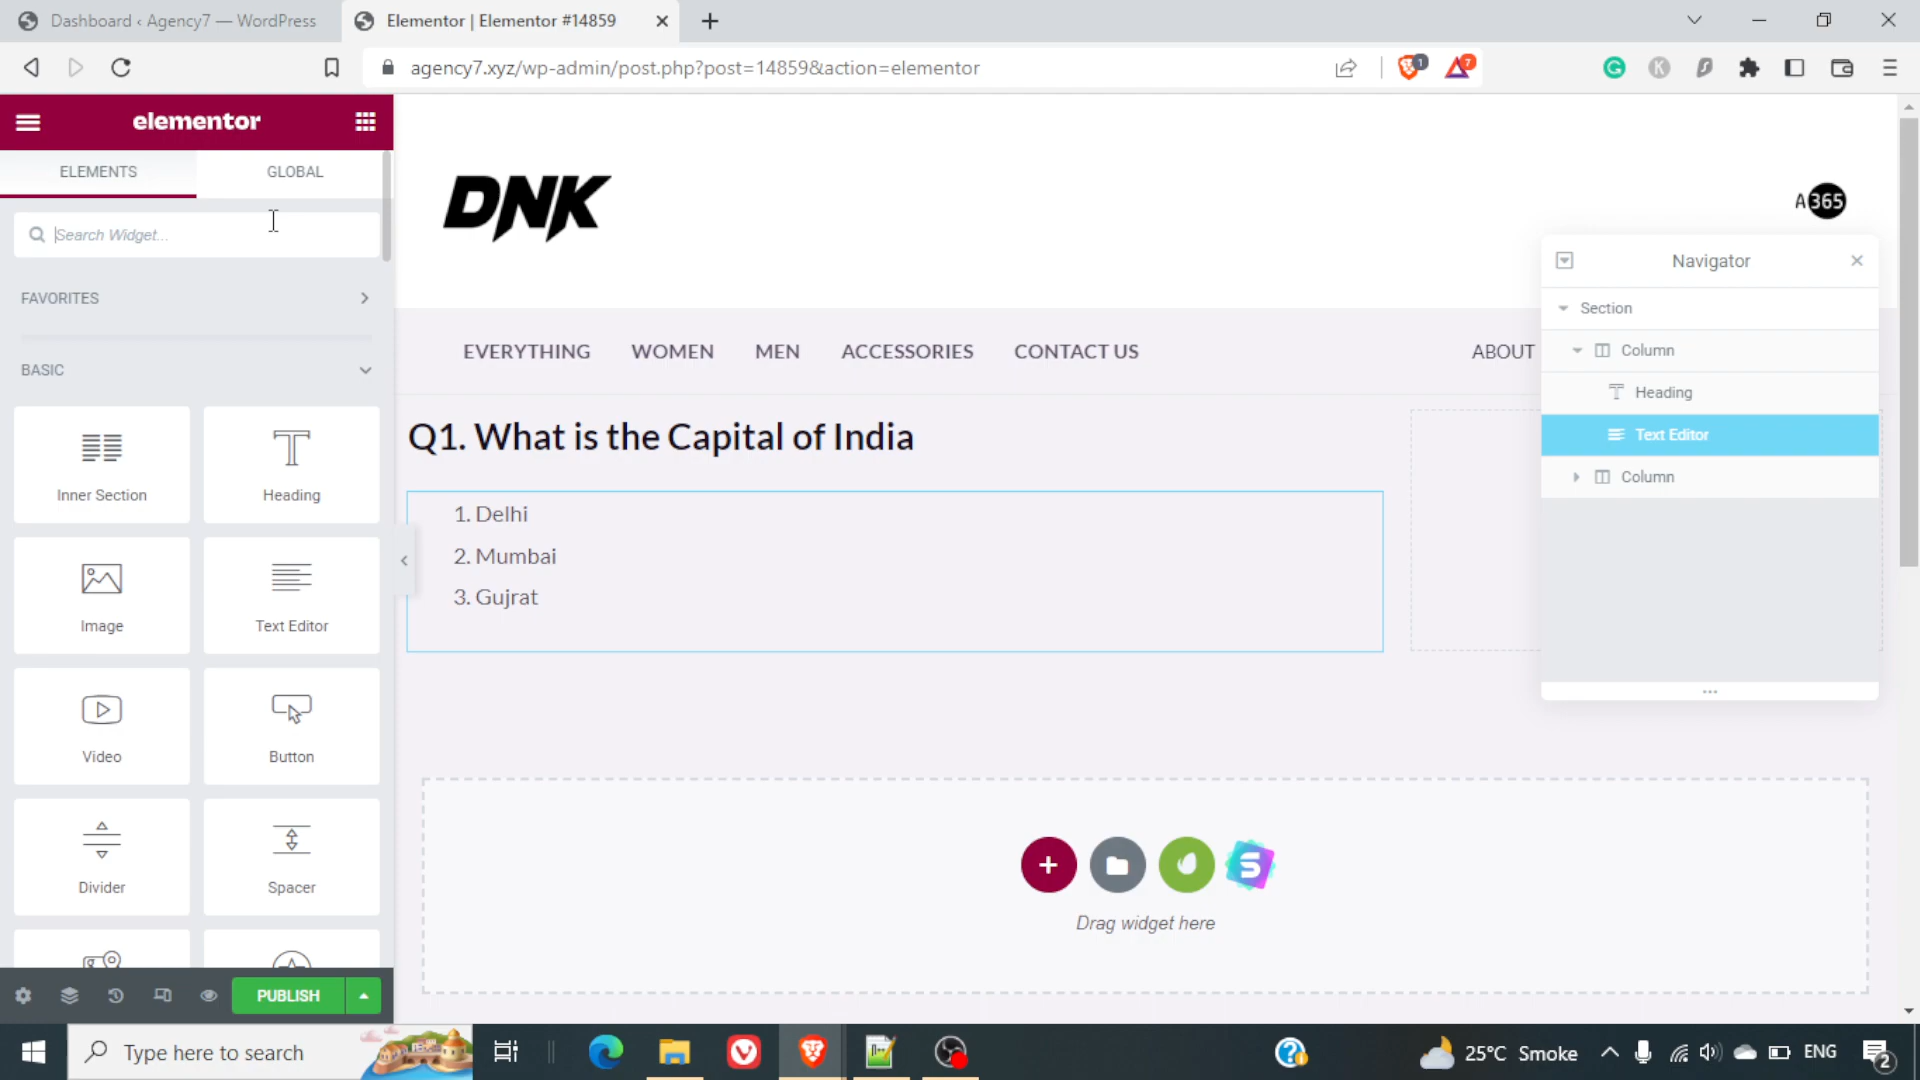 Dashboard ‹ Agency7 — WordPress
Elementor | Elementor #14859
agency7.xyz/wp-admin/post.php?post=14859&action=elementor
1
7
elementor
ELEMENTS
GLOBAL
Search Widget...
FAVORITES
BASIC
Inner Section
Heading
Image
Text Editor
Video
Button
Divider
Spacer
PUBLISH
DNK
A365
EVERYTHING
WOMEN
MEN
ACCESSORIES
CONTACT US
ABOUT
Q1. What is the Capital of India
1. Delhi
2. Mumbai
3. Gujrat
Navigator
Section
Column
Heading
Text Editor
Column
Drag widget here
Type here to search
25°C Smoke
ENG
2